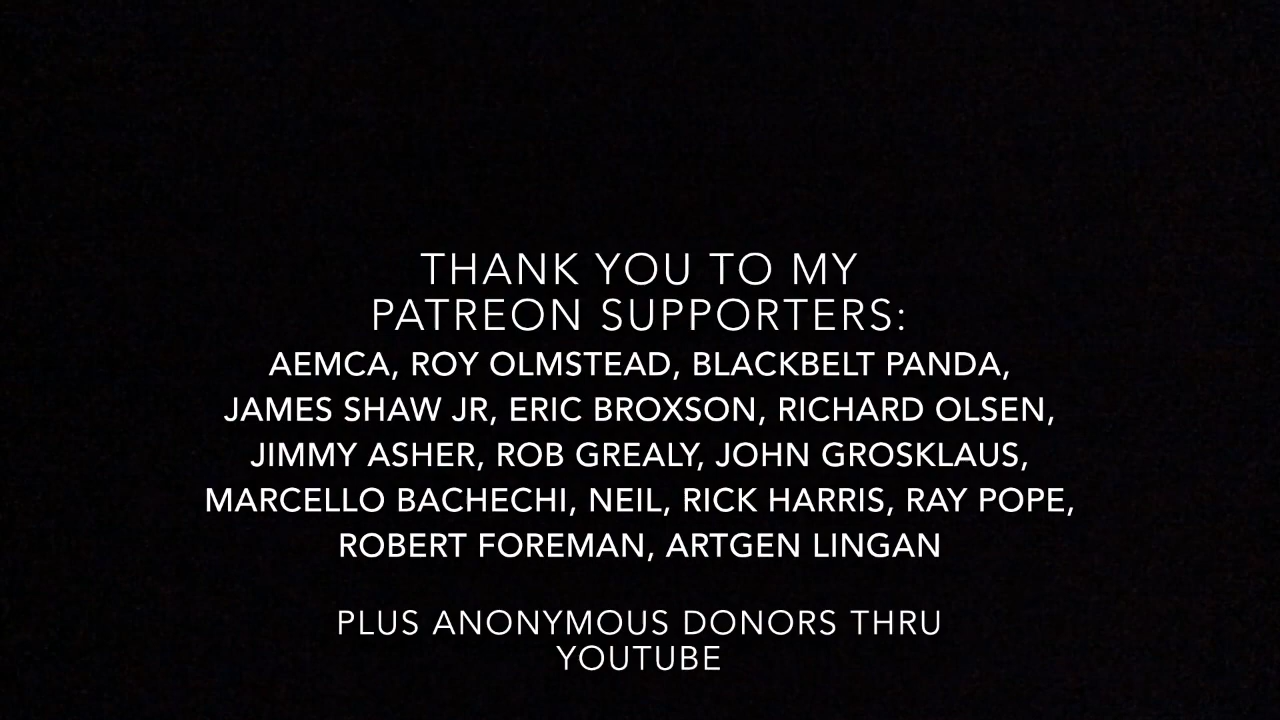 THANK YOU TO MY
PATREON SUPPORTERS:
AEMCA, ROY OLMSTEAD, BLACKBELT PANDA,
JAMES SHAW JR, ERIC BROXSON, RICHARD OLSEN,
JIMMY ASHER, ROB GREALY, JOHN GROSKLAUS,
MARCELLO BACHECHI, NEIL, RICK HARRIS, RAY POPE,
ROBERT FOREMAN, ARTGEN LINGAN
PLUS ANONYMOUS DONORS THRU
YOUTUBE